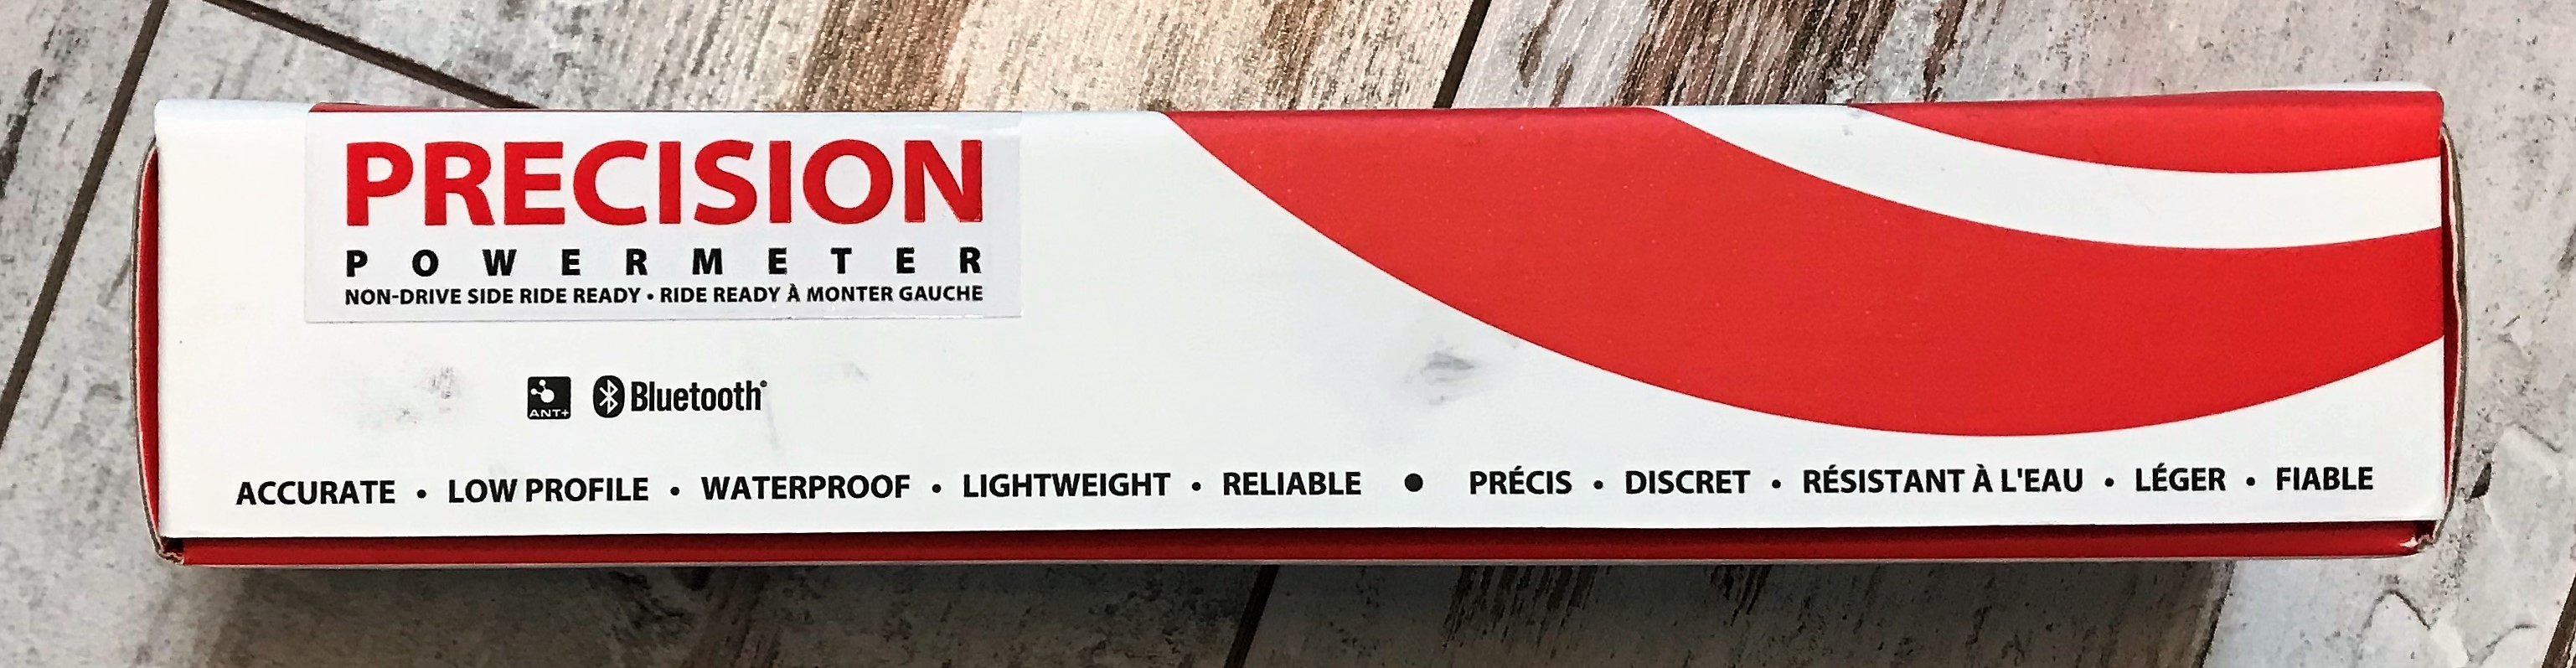 PRECISION
POWERMETER
NON-DRIVE SIDE RIDE READY • RIDE READY À MONTER GAUCHE
ANT+ Bluetooth®
ACCURATE • LOW PROFILE • WATERPROOF • LIGHTWEIGHT • RELIABLE ● PRÉCIS • DISCRET • RÉSISTANT À L'EAU • LÉGER • FIABLE